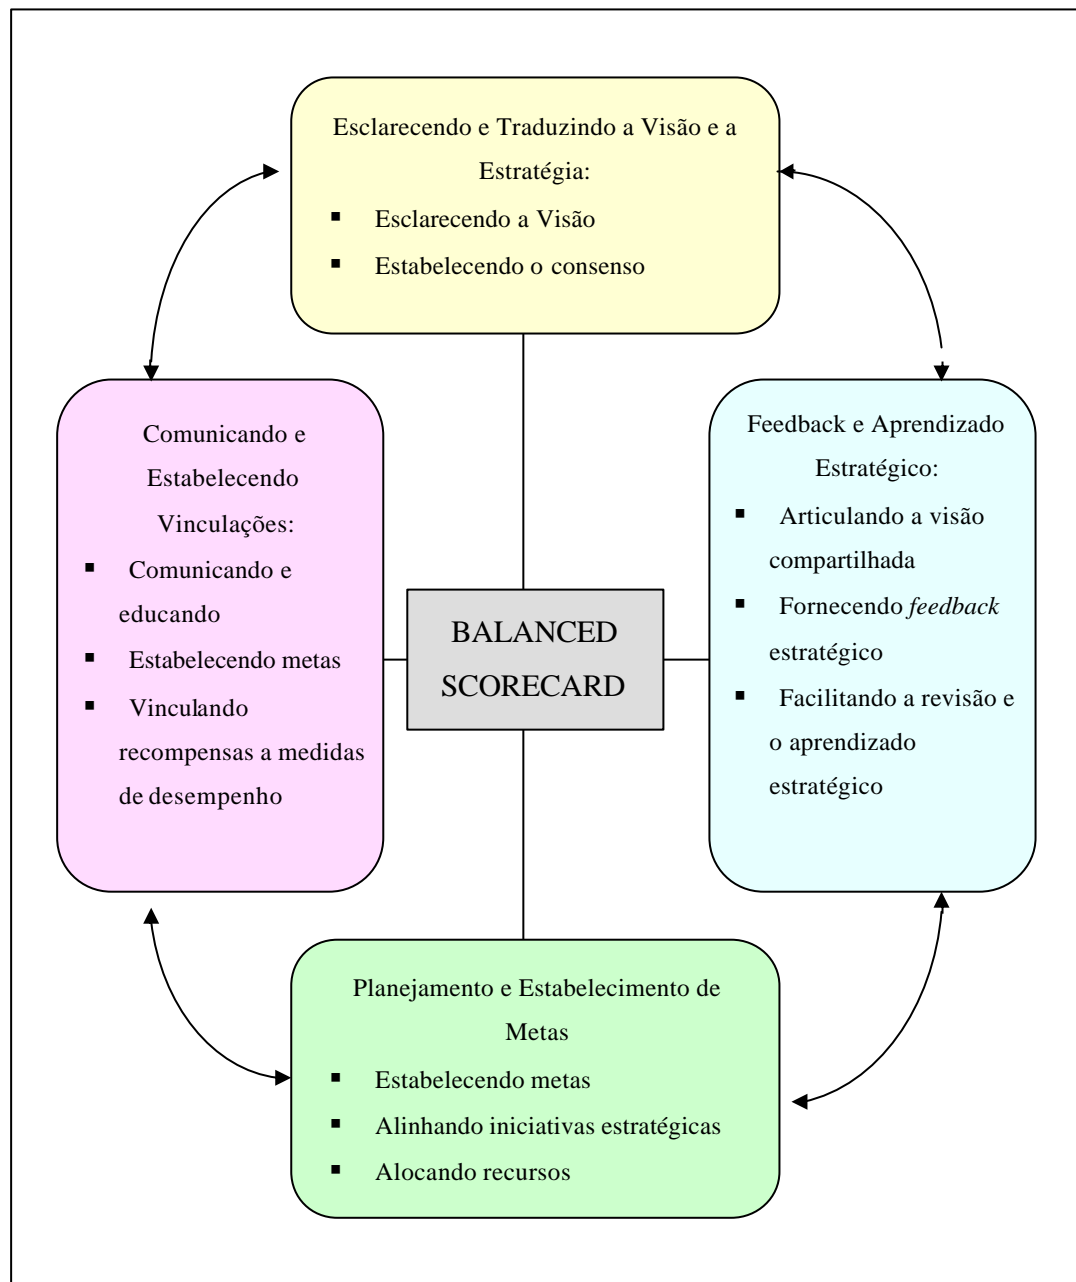 Esclarecendo e Traduzindo a Visão e a
Estratégia:
▪ Esclarecendo a Visão
▪ Estabelecendo o consenso
Comunicando e
Estabelecendo
Vinculações:
▪ Comunicando e
educando
▪ Estabelecendo metas
▪ Vinculando
recompensas a medidas
de desempenho
BALANCED
SCORECARD
Feedback e Aprendizado
Estratégico:
▪ Articulando a visão
compartilhada
▪ Fornecendo feedback
estratégico
▪ Facilitando a revisão e
o aprendizado
estratégico
Planejamento e Estabelecimento de
Metas
▪ Estabelecendo metas
▪ Alinhando iniciativas estratégicas
▪ Alocando recursos